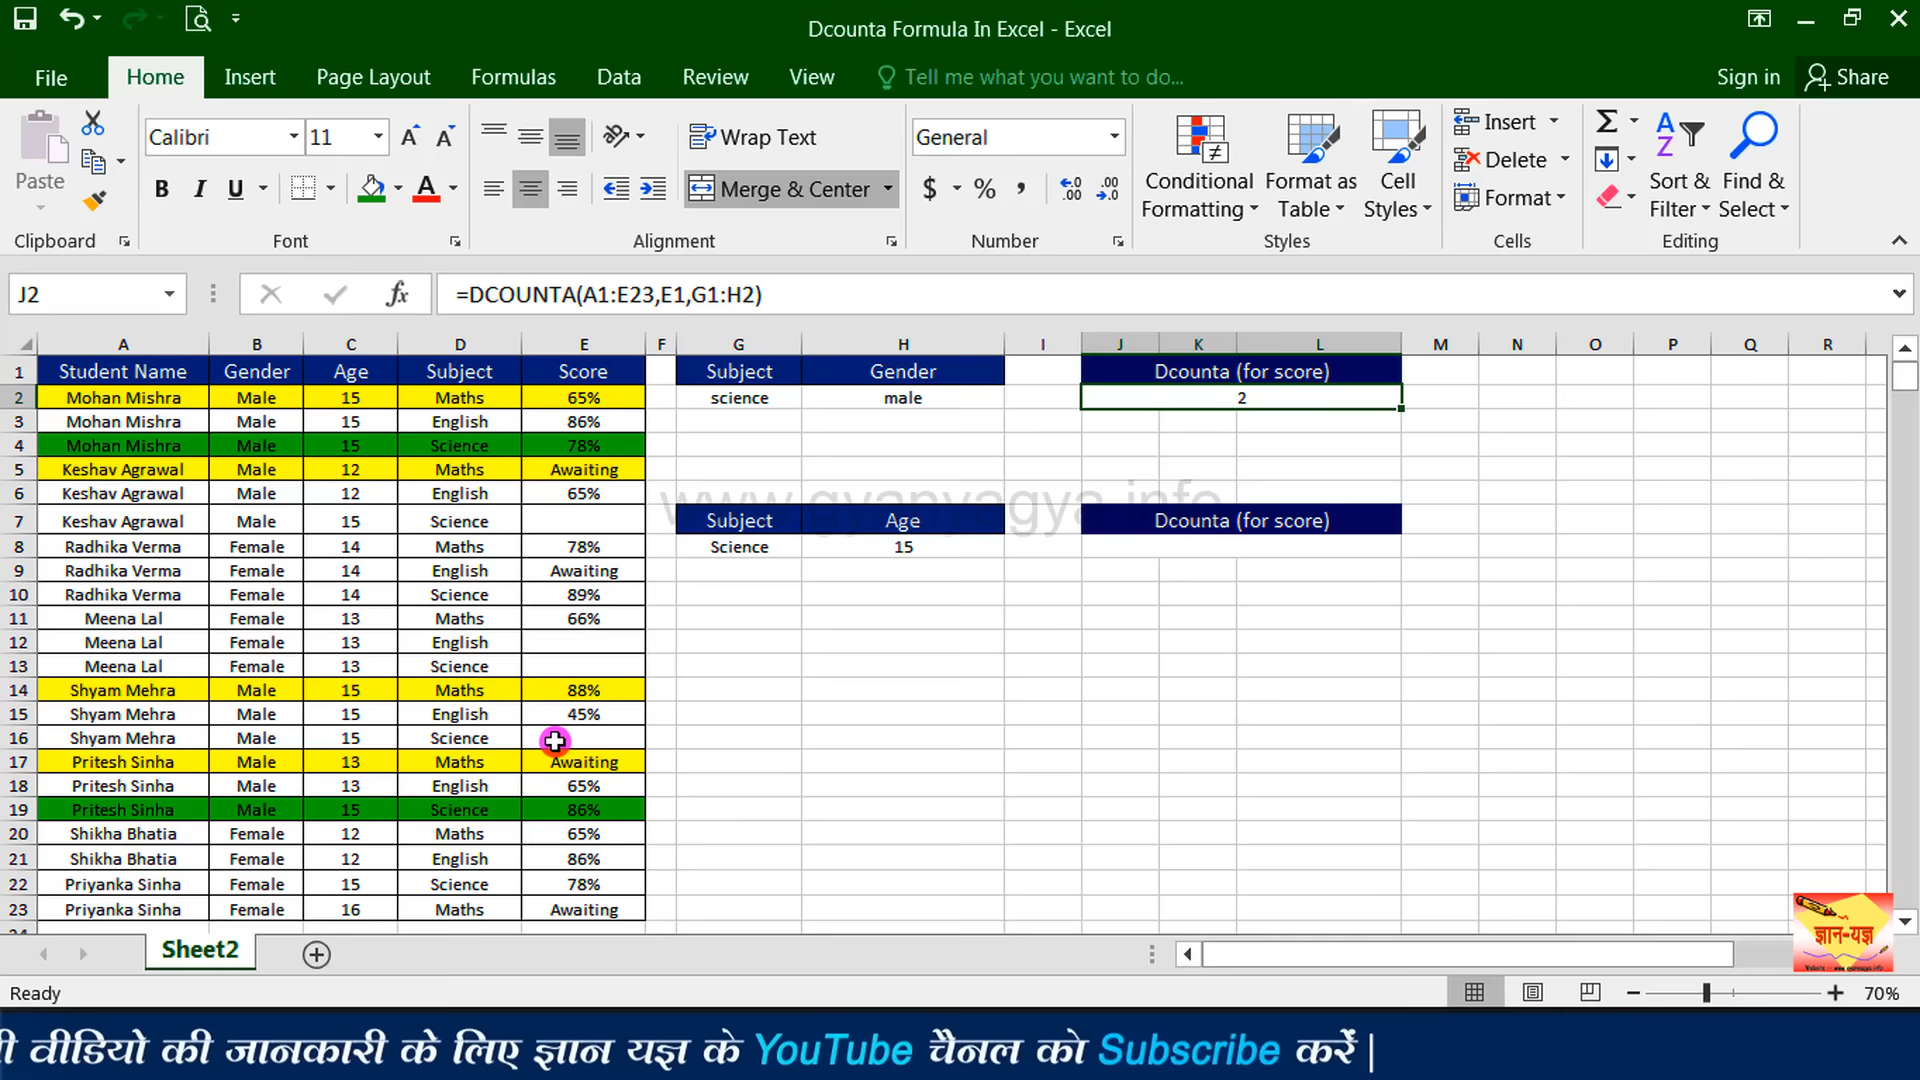 Dcounta Formula In Excel - Excel
File Home Insert Page Layout Formulas Data Review View Tell me what you want to do... Sign in Share
Paste Calibri 11 Wrap Text General Insert
B I U Merge & Center $ % , Conditional Formatting Format as Table Cell Styles Delete Format Sort & Filter Find & Select
Clipboard Font Alignment Number Styles Cells Editing
J2 fx =DCOUNTA(A1:E23,E1,G1:H2)
A B C D E F G H I J K L M N O P Q R
1 Student Name Gender Age Subject Score Subject Gender Dcounta (for score)
2 Mohan Mishra Male 15 Maths 65% science male 2
3 Mohan Mishra Male 15 English 86%
4 Mohan Mishra Male 15 Science 78%
5 Keshav Agrawal Male 12 Maths Awaiting
6 Keshav Agrawal Male 12 English 65%
www.gyanyagya.info
7 Keshav Agrawal Male 15 Science Subject Age Dcounta (for score)
8 Radhika Verma Female 14 Maths 78% Science 15
9 Radhika Verma Female 14 English Awaiting
10 Radhika Verma Female 14 Science 89%
11 Meena Lal Female 13 Maths 66%
12 Meena Lal Female 13 English
13 Meena Lal Female 13 Science
14 Shyam Mehra Male 15 Maths 88%
15 Shyam Mehra Male 15 English 45%
16 Shyam Mehra Male 15 Science
17 Pritesh Sinha Male 13 Maths Awaiting
18 Pritesh Sinha Male 13 English 65%
19 Pritesh Sinha Male 15 Science 86%
20 Shikha Bhatia Female 12 Maths 65%
21 Shikha Bhatia Female 12 English 86%
22 Priyanka Sinha Female 15 Science 78%
23 Priyanka Sinha Female 16 Maths Awaiting
ज्ञान-यज्ञ
Sheet2
Ready 70%
वीडियो की जानकारी के लिए ज्ञान यज्ञ के YouTube चैनल को Subscribe करें |